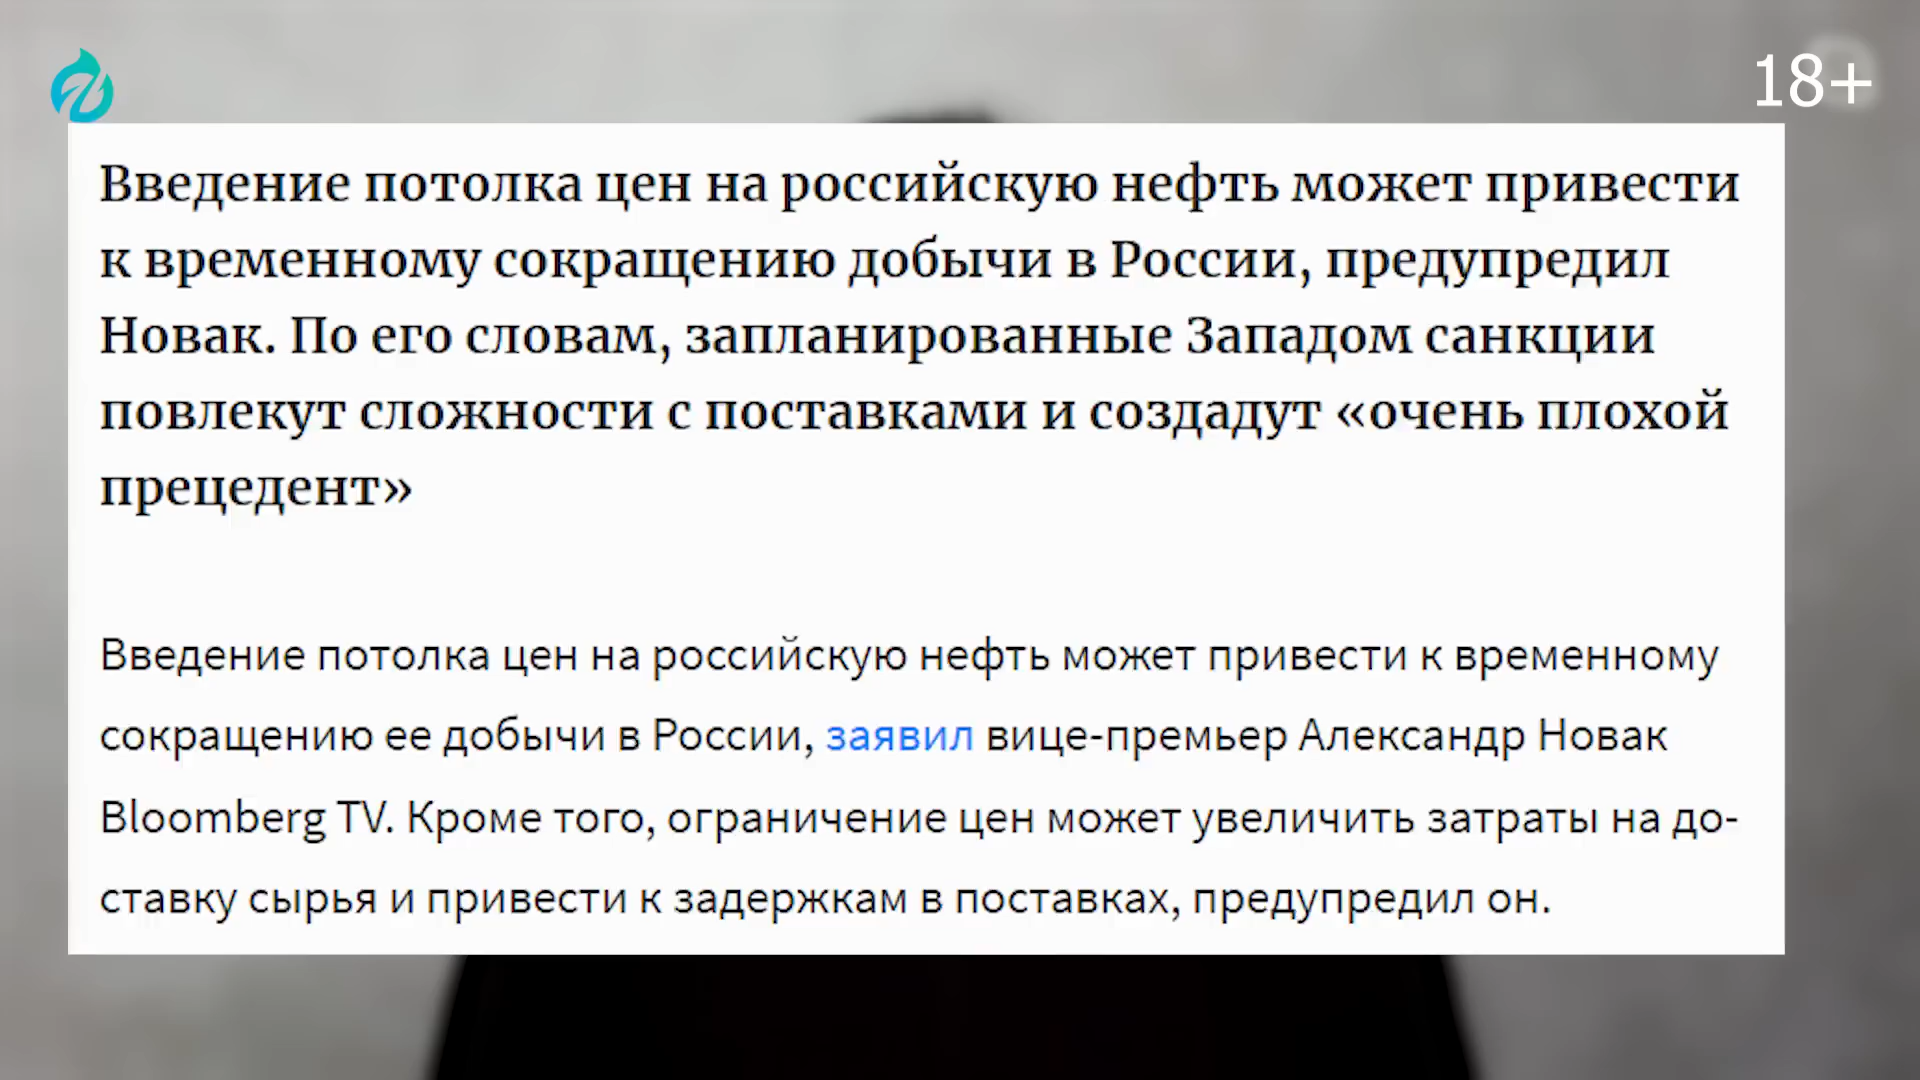 18+
Введение потолка цен на российскую нефть может привести
к временному сокращению добычи в России, предупредил
Новак. По его словам, запланированные Западом санкции
повлекут сложности с поставками и создадут «очень плохой
прецедент»
Введение потолка цен на российскую нефть может привести к временному
сокращению ее добычи в России, заявил вице-премьер Александр Новак
Bloomberg TV. Кроме того, ограничение цен может увеличить затраты на до-
ставку сырья и привести к задержкам в поставках, предупредил он.